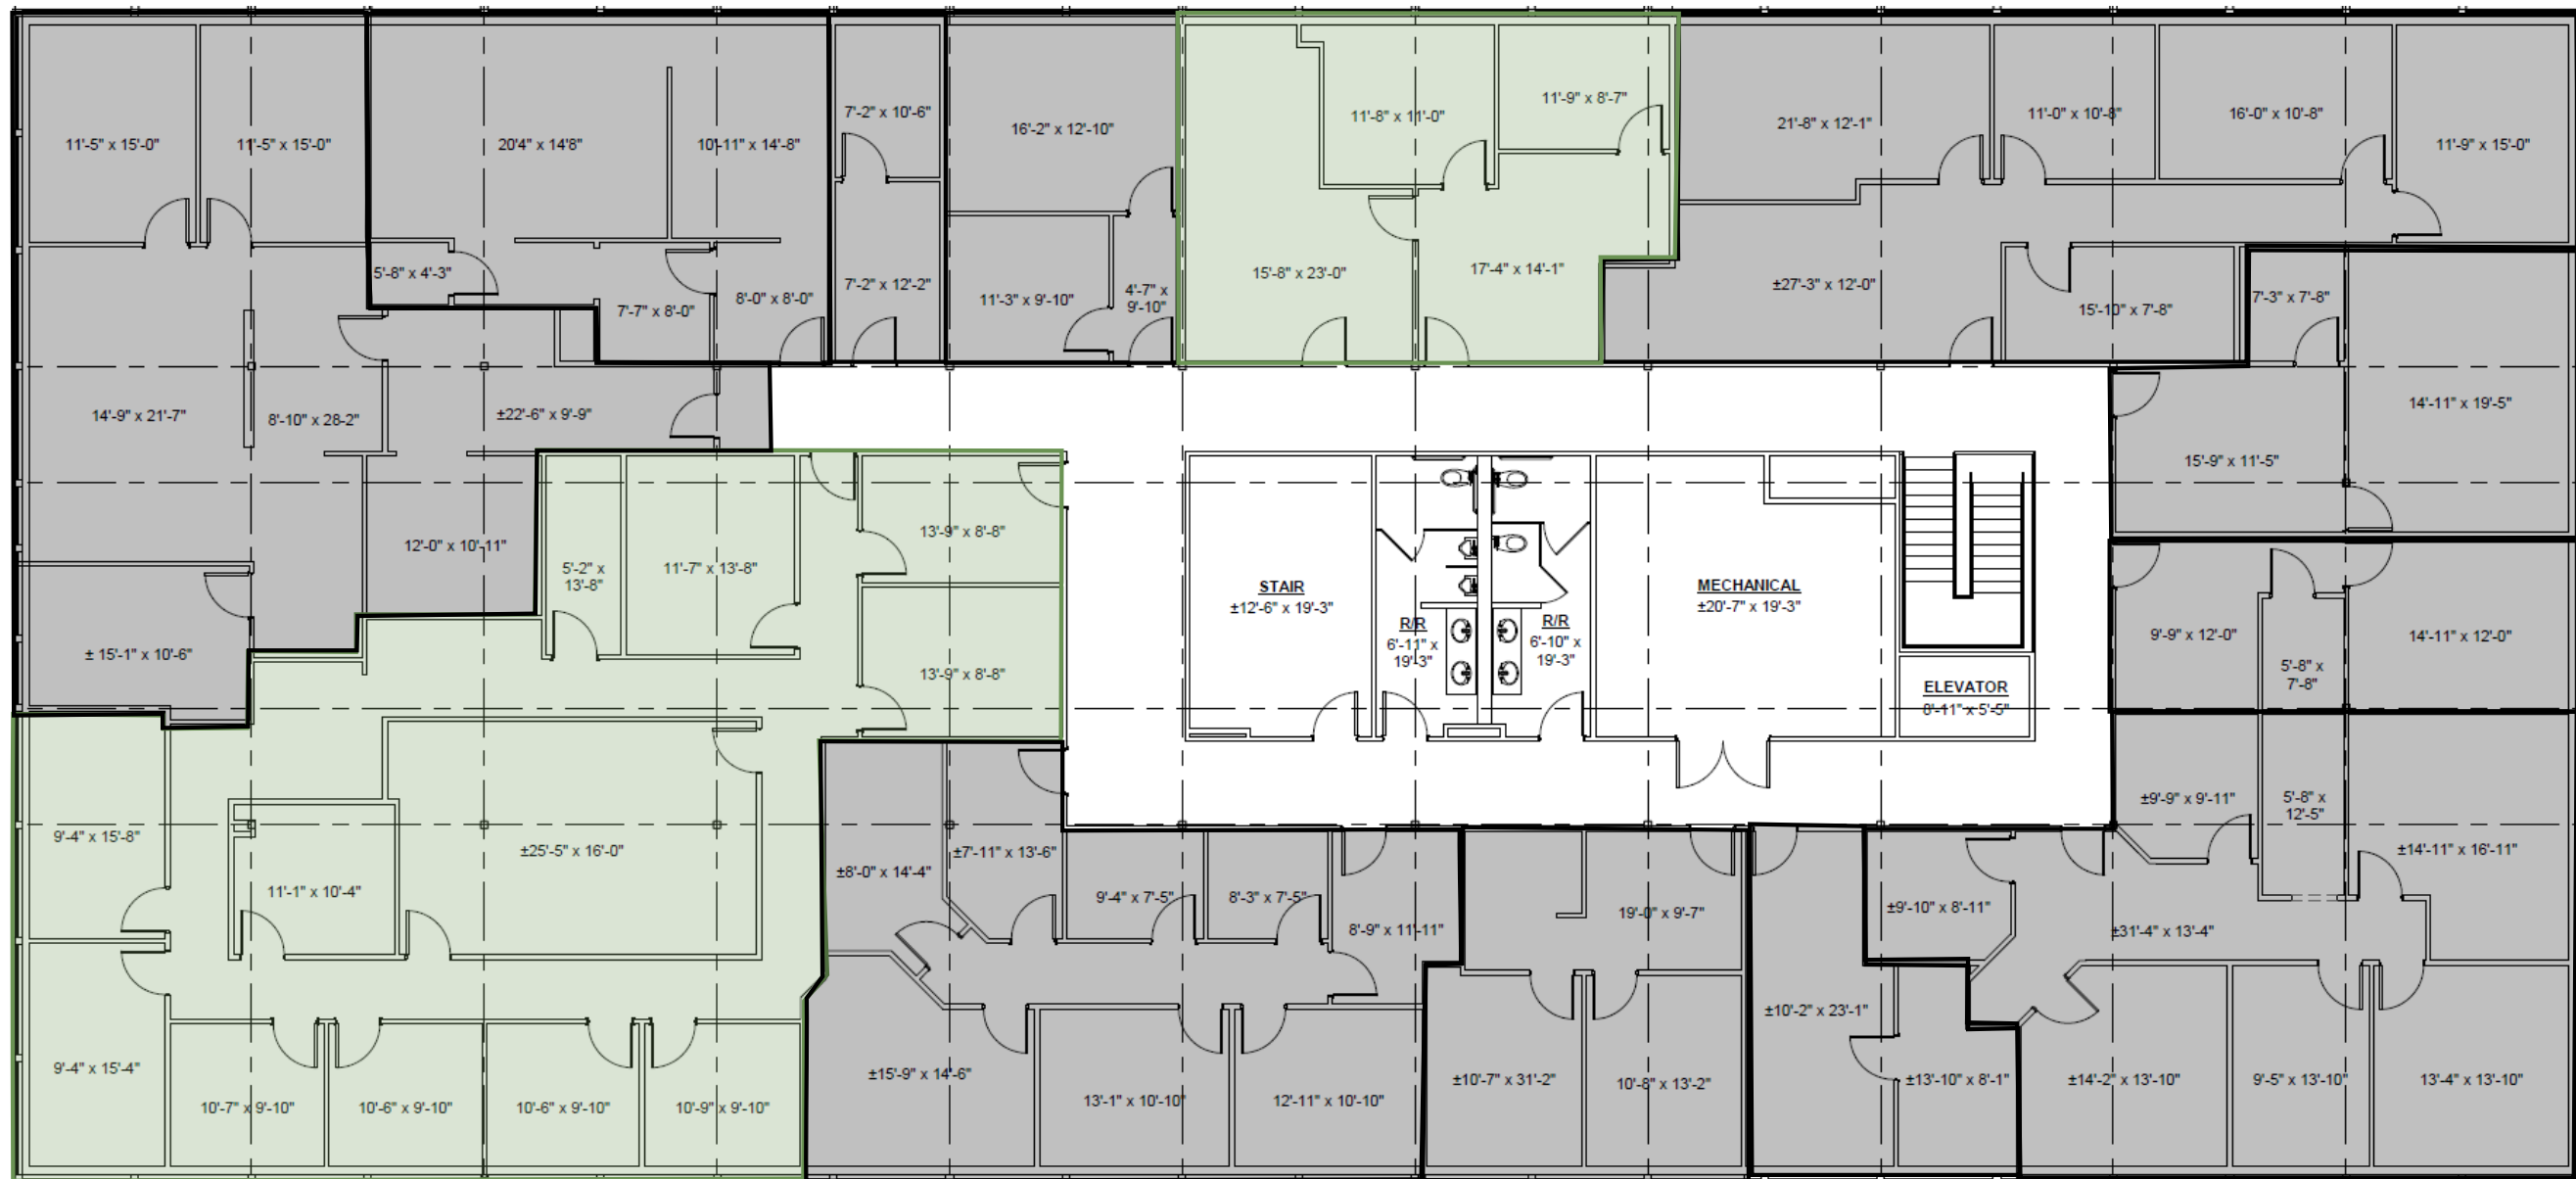 11'-5" x 15'-0"
11'-5" x 15'-0"
20'4" x 14'8"
10'-11" x 14'-8"
7'-2" x 10'-6"
16'-2" x 12'-10"
11'-8" x 11'-0"
11'-9" x 8'-7"
21'-8" x 12'-1"
11'-0" x 10'-8"
16'-0" x 10'-8"
11'-9" x 15'-0"
5'-8" x 4'-3"
7'-7" x 8'-0"
8'-0" x 8'-0"
7'-2" x 12'-2"
11'-3" x 9'-10"
4'-7" x
9'-10"
15'-8" x 23'-0"
17'-4" x 14'-1"
±27'-3" x 12'-0"
15'-10" x 7'-8"
7'-3" x 7'-8"
14'-9" x 21'-7"
8'-10" x 28-2"
±22'-6" x 9'-9"
14'-11" x 19'-5"
15'-9" x 11'-5"
12'-0" x 10'-11"
5'-2" x
13'-8"
11'-7" x 13'-8"
13'-9" x 8'-8"
STAIR
±12'-6" x 19'-3"
R/R
6'-11" x
19'-3"
R/R
6'-10" x
19'-3"
MECHANICAL
±20'-7" x 19'-3"
9'-9" x 12'-0"
5'-8" x
7'-8"
14'-11" x 12'-0"
± 15'-1" x 10'-6"
13'-9" x 8'-8"
ELEVATOR
8'-11" x 5'-5"
9'-4" x 15'-8"
11'-1" x 10'-4"
±25'-5" x 16'-0"
±8'-0" x 14'-4"
±7'-11" x 13'-6"
9'-4" x 7'-5"
8'-3" x 7'-5"
8'-9" x 11'-11"
19'-0" x 9'-7"
±9'-10" x 8'-11"
±9'-9" x 9'-11"
5'-8" x
12'-5"
±14'-11" x 16'-11"
±31'-4" x 13'-4"
±10'-2" x 23'-1"
9'-4" x 15'-4"
10'-7" x 9'-10"
10'-6" x 9'-10"
10'-6" x 9'-10"
10'-9" x 9'-10"
±15'-9" x 14'-6"
13'-1" x 10'-10"
12'-11" x 10'-10"
±10'-7" x 31'-2"
10'-8" x 13'-2"
±13'-10" x 8'-1"
±14'-2" x 13'-10"
9'-5" x 13'-10"
13'-4" x 13'-10"